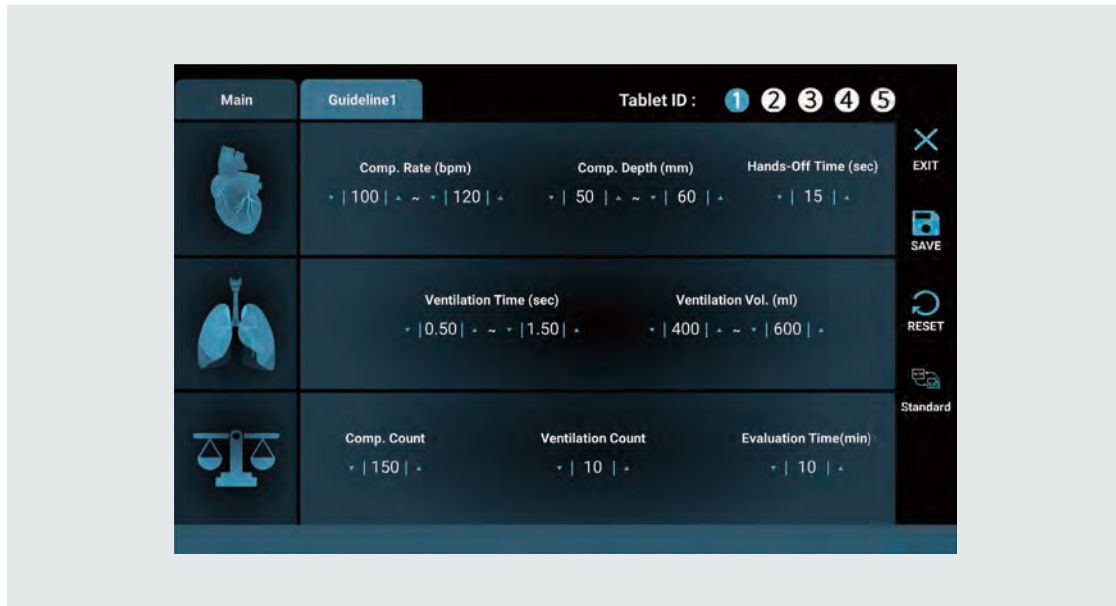 Main
Guideline1
Tablet ID : 1 2 3 4 5
EXIT
Comp. Rate (bpm)
Comp. Depth (mm)
Hands-Off Time (sec)
| 100 | ~ | 120 |
| 50 | ~ | 60 |
| 15 |
SAVE
Ventilation Time (sec)
Ventilation Vol. (ml)
| 0.50 | ~ | 1.50 |
| 400 | ~ | 600 |
RESET
Standard
Comp. Count
Ventilation Count
Evaluation Time(min)
| 150 |
| 10 |
| 10 |